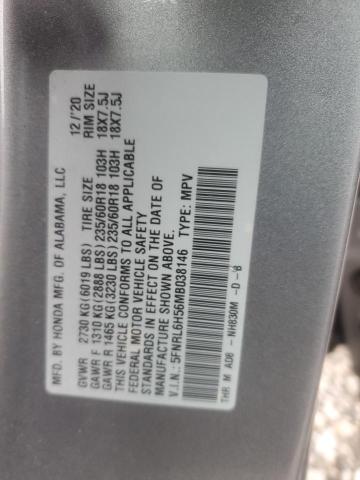 MFD. BY HONDA MFG. OF ALABAMA, LLC 12/'20
TIRE SIZE RIM SIZE
GVWR 2730 KG(6019 LBS)
GAWR F 1310 KG(2888 LBS) 235/60R18 103H 18X7.5J
GAWR R 1465 KG(3230 LBS) 235/60R18 103H 18X7.5J
THIS VEHICLE CONFORMS TO ALL APPLICABLE
FEDERAL MOTOR VEHICLE SAFETY
STANDARDS IN EFFECT ON THE DATE OF
MANUFACTURE SHOWN ABOVE.
V.I.N.: 5FNRL6H56MB038146 TYPE: MPV
THR M AD8 - NH830M -D -B